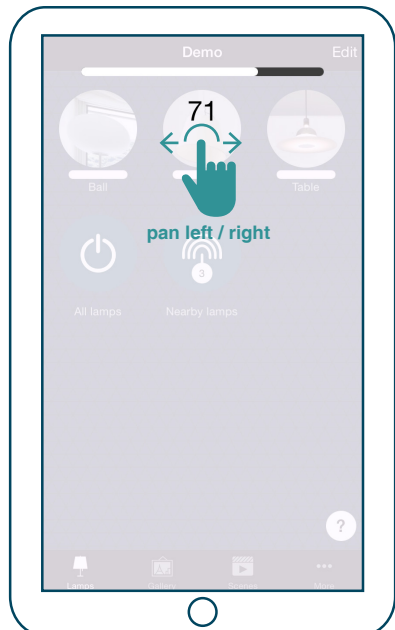 Demo Edit
71
Ball Table
pan left / right
3
All lamps Nearby lamps
?
Lamps Gallery Scenes More